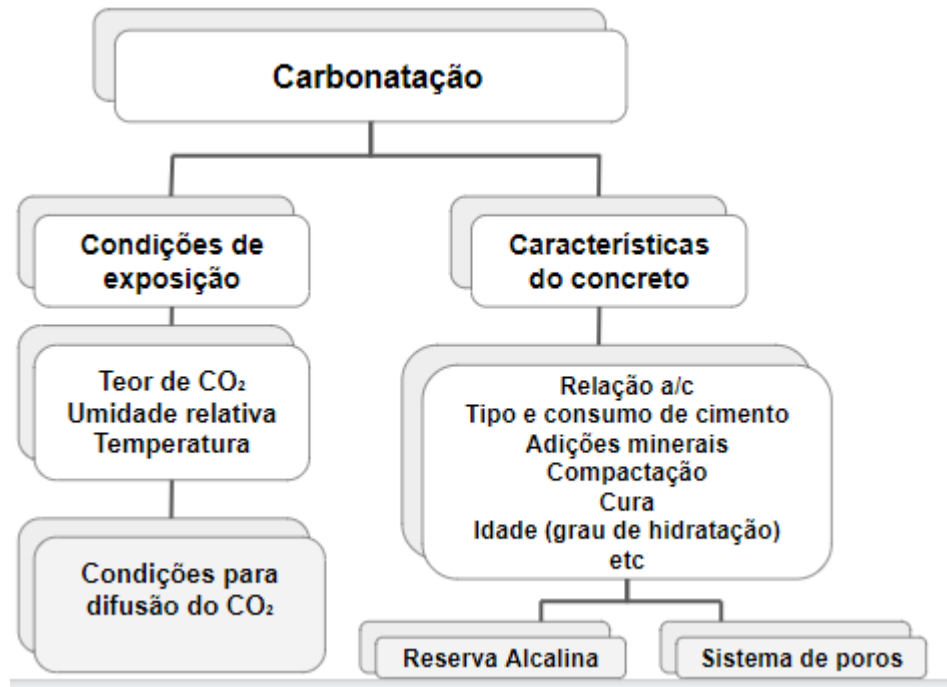 Carbonatação
Condições de
exposição
Características
do concreto
Teor de CO₂
Umidade relativa
Temperatura
Relação a/c
Tipo e consumo de cimento
Adições minerais
Compactação
Cura
Idade (grau de hidratação)
etc
Condições para
difusão do CO₂
Reserva Alcalina
Sistema de poros